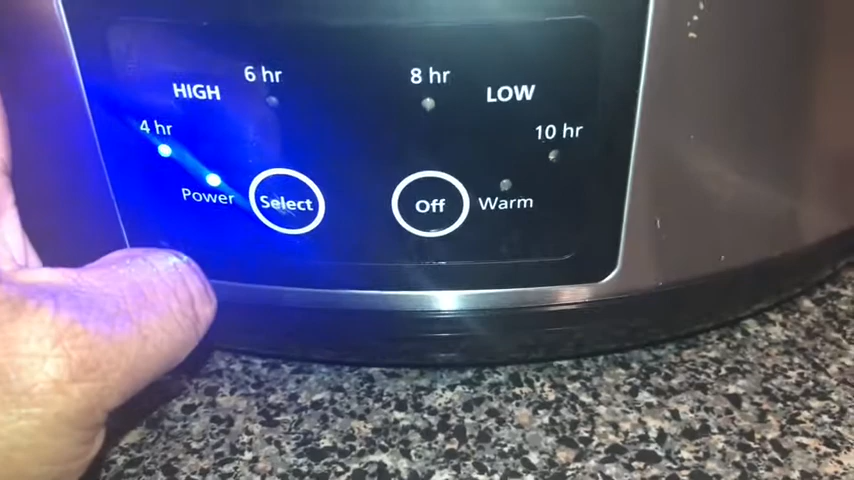 6 hr
8 hr
HIGH
LOW
4 hr
10 hr
Power
Select
Off
Warm